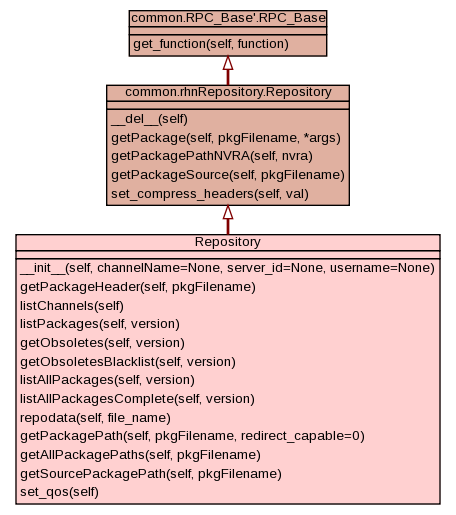 common.RPC_Base'.RPC_Base
get_function(self, function)
common.rhnRepository.Repository
__del__(self)
getPackage(self, pkgFilename, *args)
getPackagePathNVRA(self, nvra)
getPackageSource(self, pkgFilename)
set_compress_headers(self, val)
Repository
__init__(self, channelName=None, server_id=None, username=None)
getPackageHeader(self, pkgFilename)
listChannels(self)
listPackages(self, version)
getObsoletes(self, version)
getObsoletesBlacklist(self, version)
listAllPackages(self, version)
listAllPackagesComplete(self, version)
repodata(self, file_name)
getPackagePath(self, pkgFilename, redirect_capable=0)
getAllPackagePaths(self, pkgFilename)
getSourcePackagePath(self, pkgFilename)
set_qos(self)